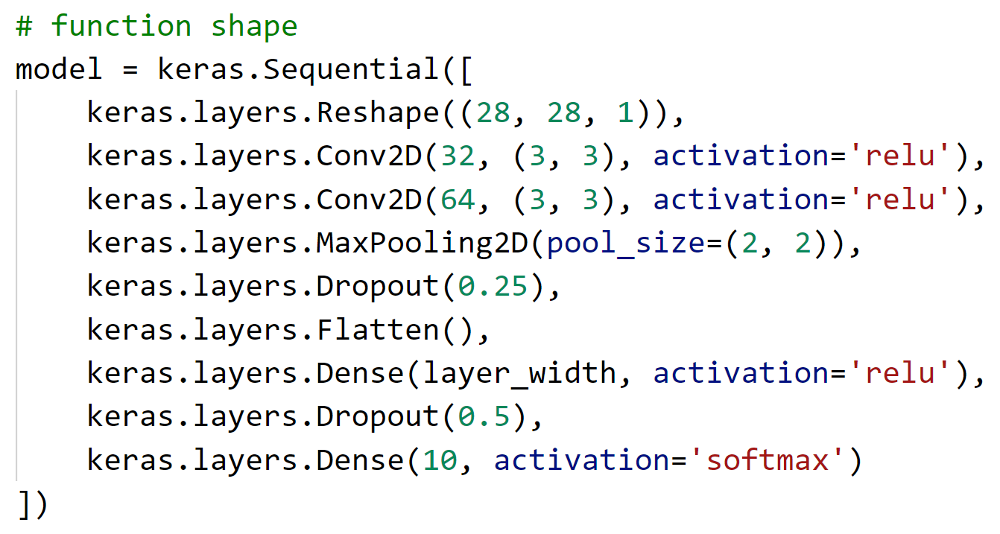 # function shape
model = keras.Sequential([
    keras.layers.Reshape((28, 28, 1)),
    keras.layers.Conv2D(32, (3, 3), activation='relu'),
    keras.layers.Conv2D(64, (3, 3), activation='relu'),
    keras.layers.MaxPooling2D(pool_size=(2, 2)),
    keras.layers.Dropout(0.25),
    keras.layers.Flatten(),
    keras.layers.Dense(layer_width, activation='relu'),
    keras.layers.Dropout(0.5),
    keras.layers.Dense(10, activation='softmax')
])